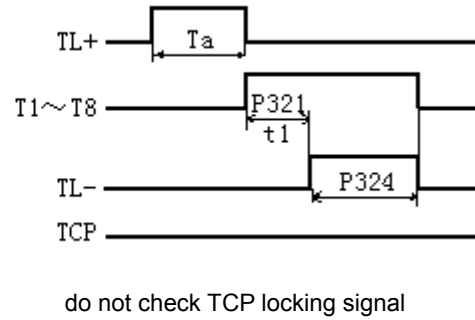 TL+ Ta
T1～T8 P321
t1
TL- P324
TCP
do not check TCP locking signal